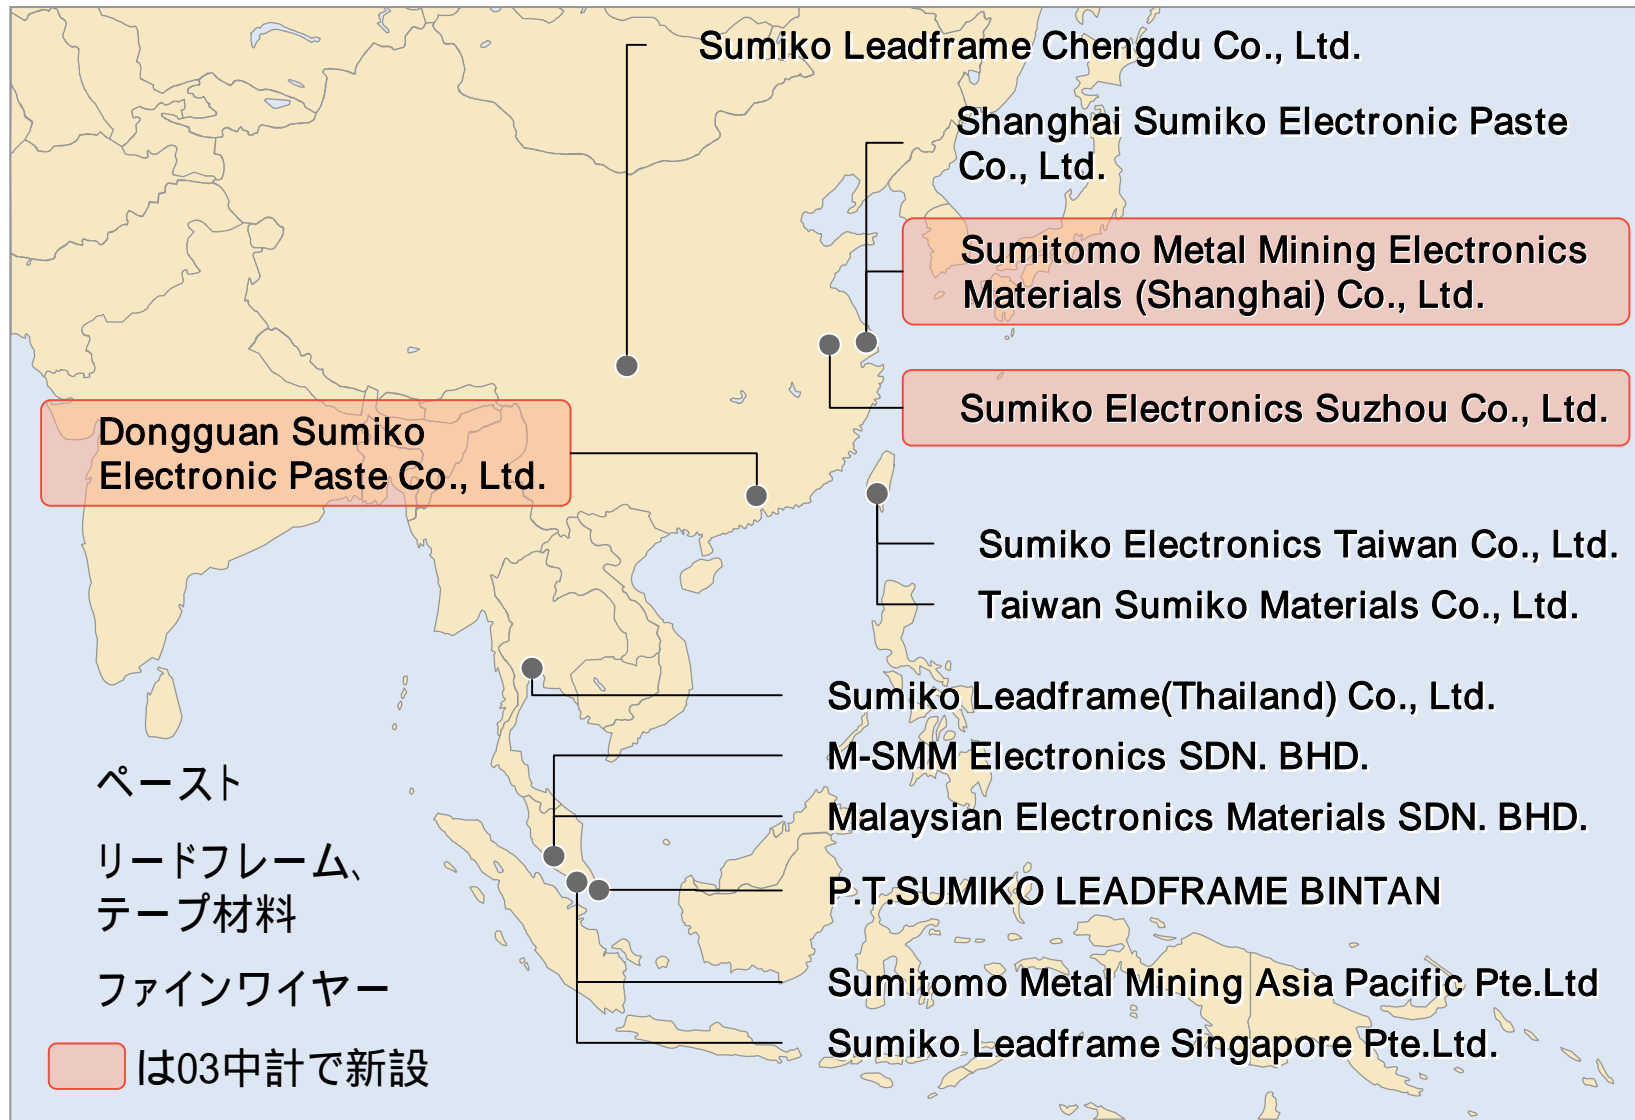 Sumiko Leadframe Chengdu Co., Ltd.
Shanghai Sumiko Electronic Paste
Co., Ltd.
Sumitomo Metal Mining Electronics
Materials (Shanghai) Co., Ltd.
Sumiko Electronics Suzhou Co., Ltd.
Dongguan Sumiko
Electronic Paste Co., Ltd.
Sumiko Electronics Taiwan Co., Ltd.
Taiwan Sumiko Materials Co., Ltd.
Sumiko Leadframe(Thailand) Co., Ltd.
M-SMM Electronics SDN. BHD.
Malaysian Electronics Materials SDN. BHD.
P.T.SUMIKO LEADFRAME BINTAN
Sumitomo Metal Mining Asia Pacific Pte.Ltd
Sumiko Leadframe Singapore Pte.Ltd.
ペースト
リードフレーム、
テープ材料
ファインワイヤー
は03中計で新設